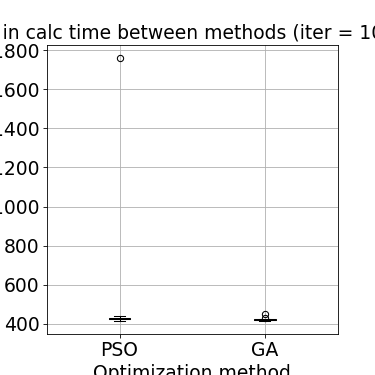 in calc time between methods (iter = 10
1800
1600
1400
1200
1000
800
600
400
PSO GA
Optimization method